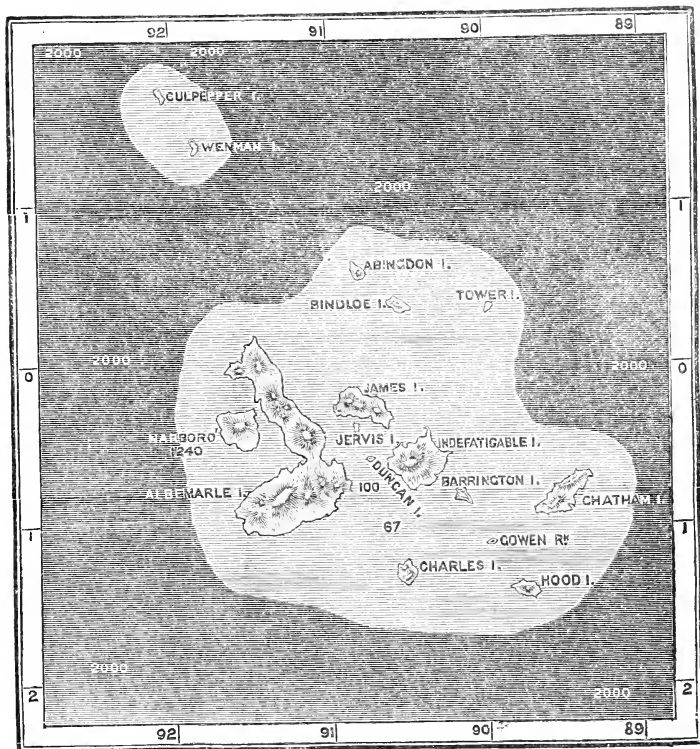 92 91 90 89
2000 2000
CULPEPPER I.
WENMAN I.
2000
1 1
ABINGDON I.
BINDLOE I. TOWER I.
2000 2000
0 0
JAMES I.
NARBORO'
1240
JERVIS I.
INDEFATIGABLE I.
DUNCAN I.
BARRINGTON I.
ALBEMARLE I.
100
CHATHAM I.
67
1 1
GOWEN RK
CHARLES I.
HOOD I.
2000 2000
2 2
92 91 90 89